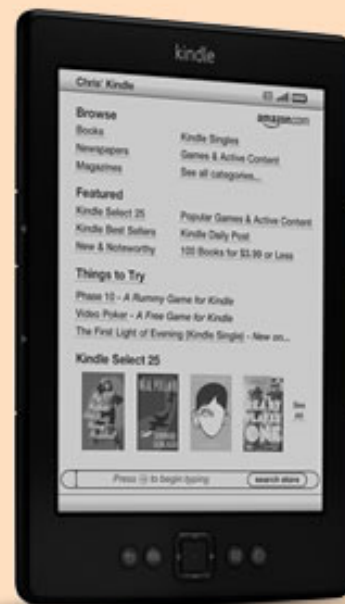 kindle
Chris' Kindle
amazon.com
Browse
Books
Newspapers
Magazines
Kindle Singles
Games & Active Content
See all categories...
Featured
Kindle Select 25
Kindle Best Sellers
New & Noteworthy
Popular Games & Active Content
Kindle Daily Post
100 Books for $3.99 or Less
Things to Try
Phase 10 - A Rummy Game for Kindle
Video Poker - A Free Game for Kindle
The First Light of Evening (Kindle Single) - New on...
Kindle Select 25
READY
PLAYER
ONE
See
all
Press to begin typing
search store